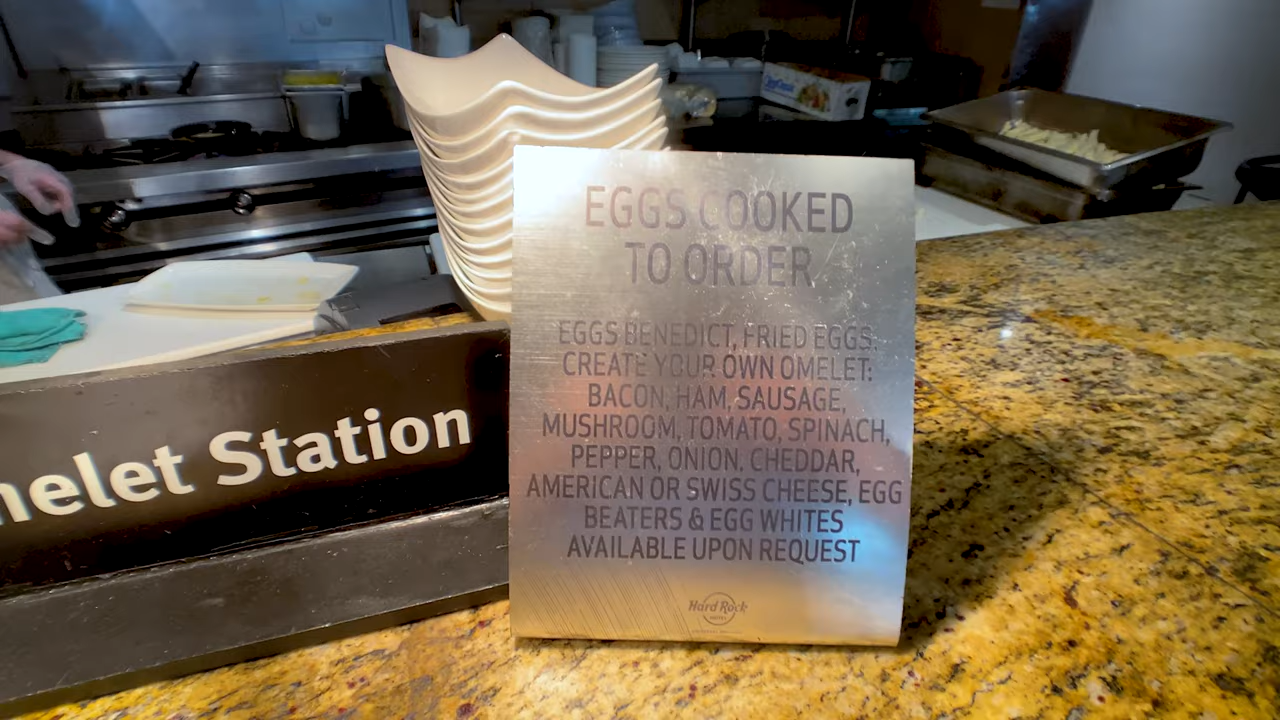 EGGS COOKED
TO ORDER
EGGS BENEDICT, FRIED EGGS,
CREATE YOUR OWN OMELET:
BACON, HAM, SAUSAGE,
MUSHROOM, TOMATO, SPINACH,
PEPPER, ONION, CHEDDAR,
AMERICAN OR SWISS CHEESE, EGG
BEATERS & EGG WHITES
AVAILABLE UPON REQUEST
Hard Rock
HOTEL
melet Station